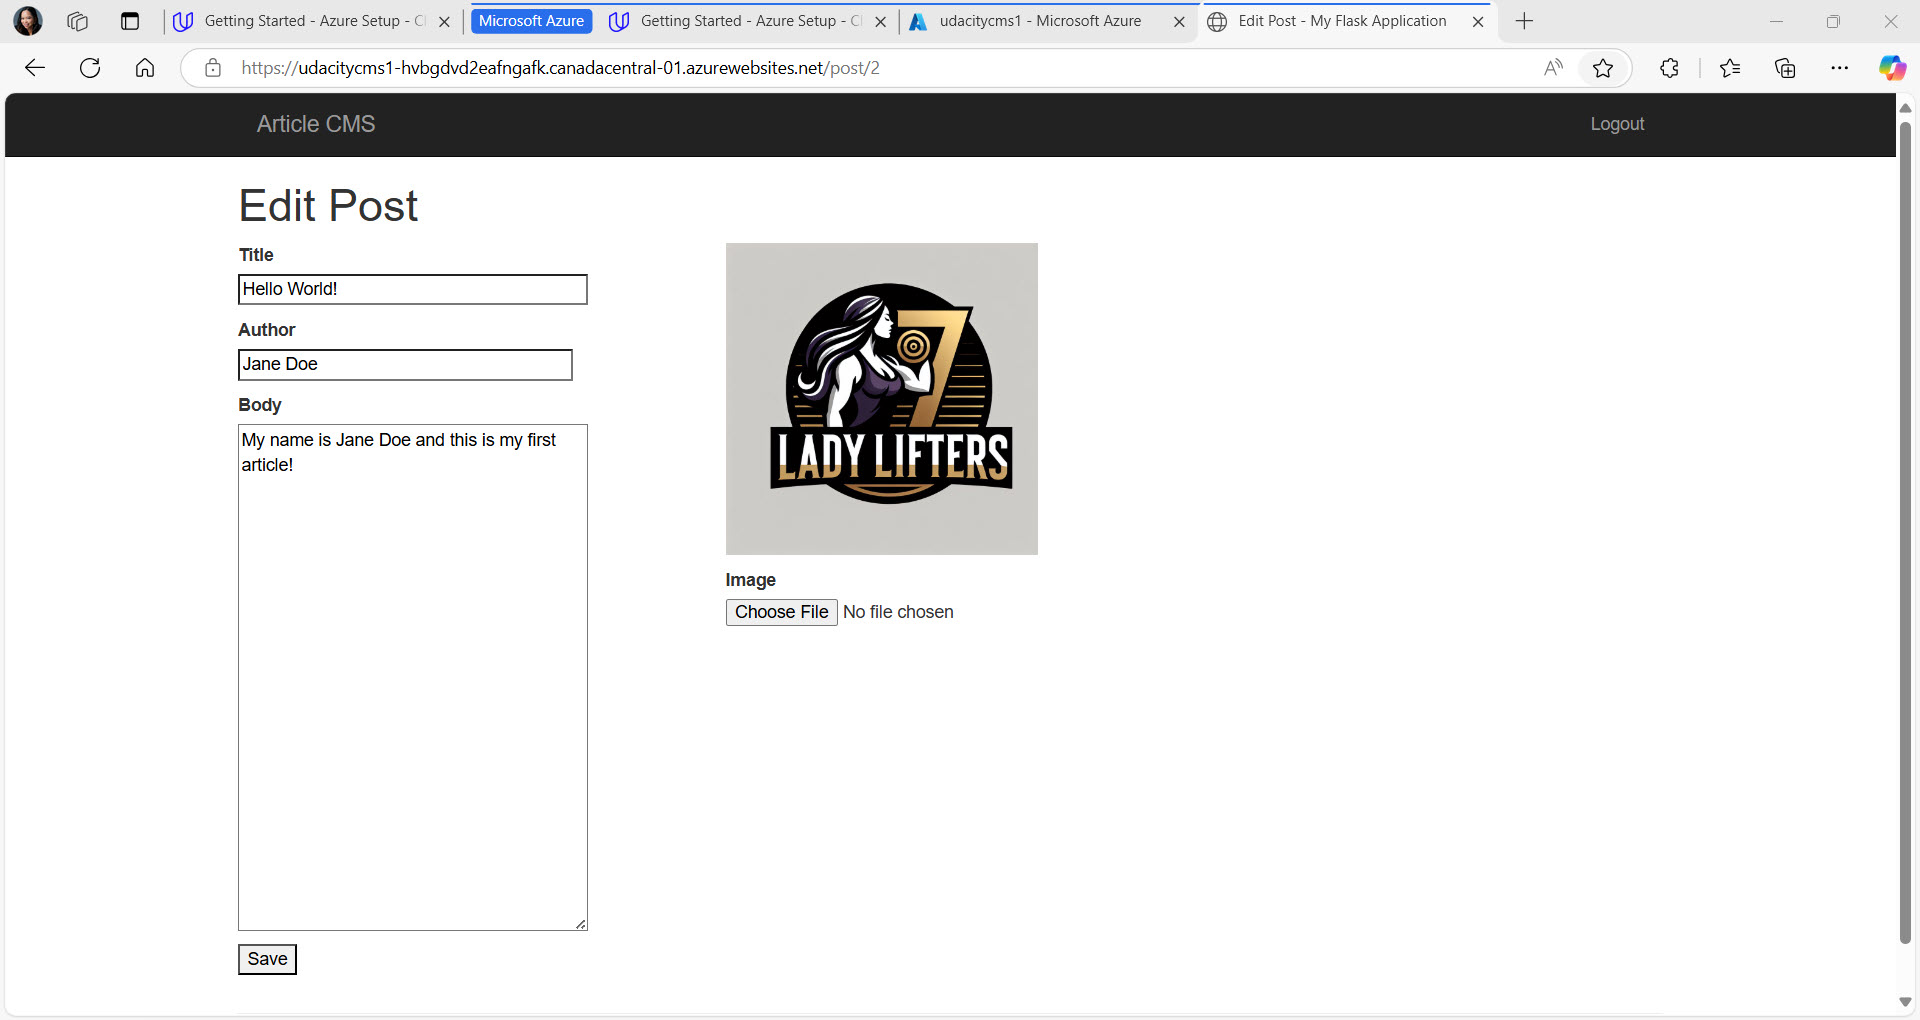 Getting Started - Azure Setup - Cl
Microsoft Azure
Getting Started - Azure Setup - Cl
udacitycms1 - Microsoft Azure
Edit Post - My Flask Application
https://udacitycms1-hvbgdvd2eafngafk.canadacentral-01.azurewebsites.net/post/2
Article CMS
Logout
Edit Post
Title
Hello World!
Author
Jane Doe
Body
My name is Jane Doe and this is my first
article!
Save
7
LADY LIFTERS
Image
Choose File No file chosen